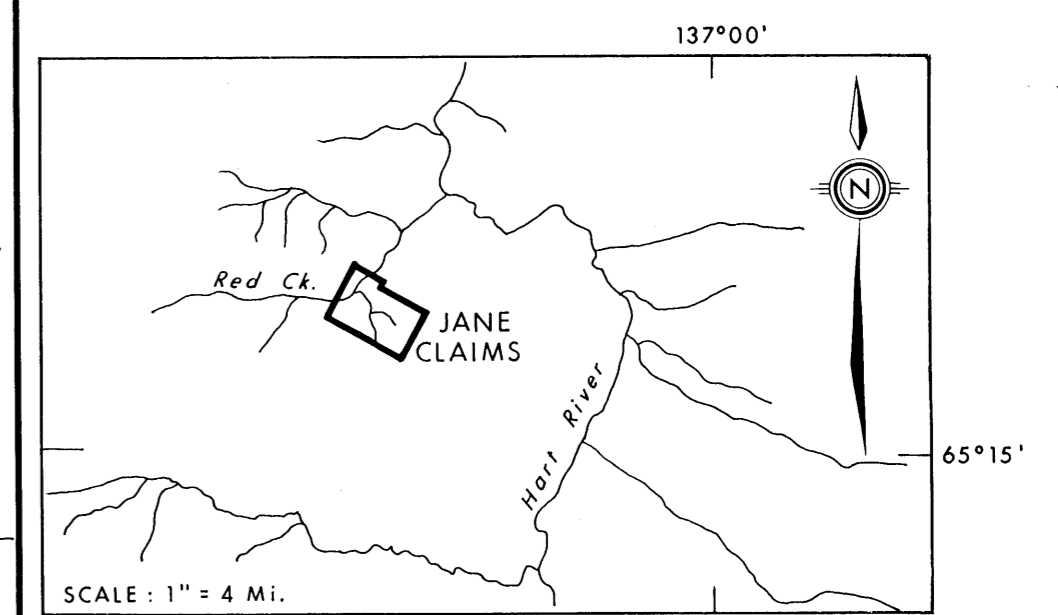 137°00'
N
Red Ck.
JANE
CLAIMS
Hart River
65°15'
SCALE : 1" = 4 Mi.